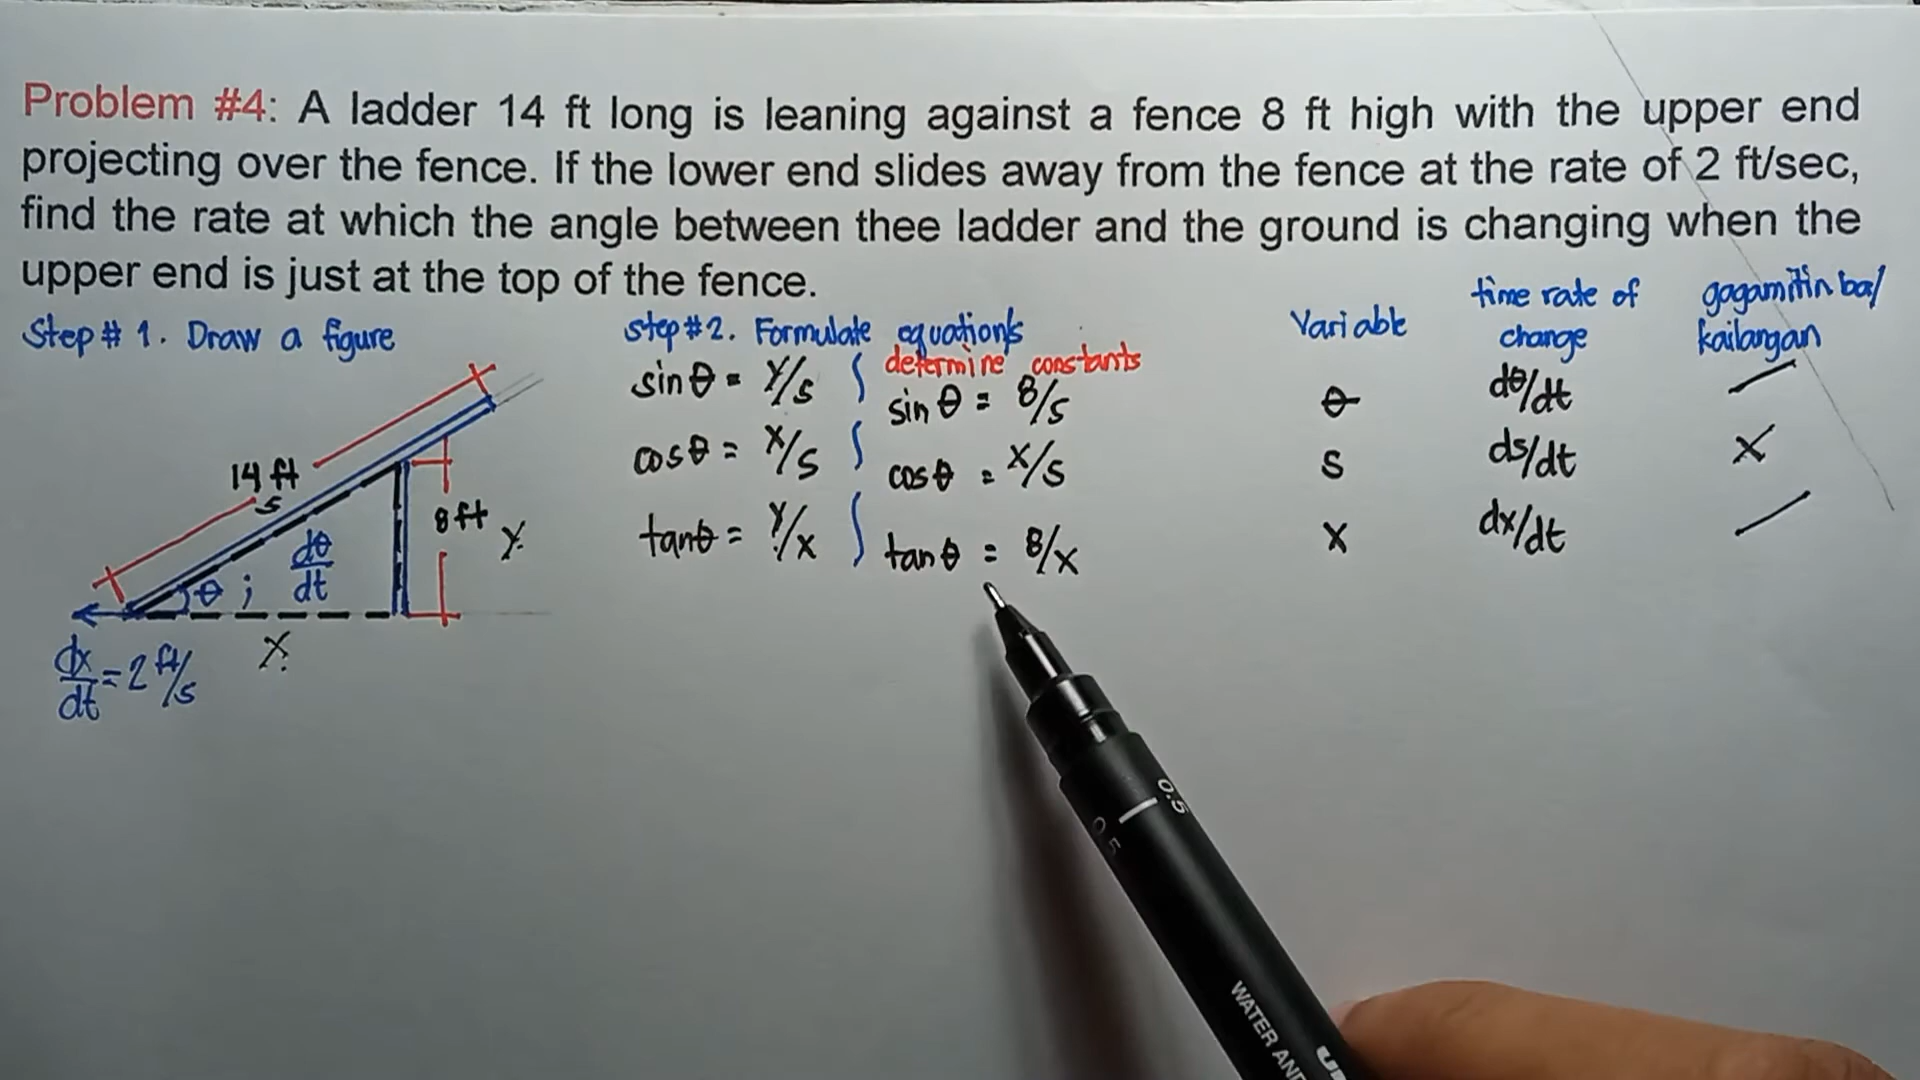 Problem #4: A ladder 14 ft long is leaning against a fence 8 ft high with the upper end
projecting over the fence. If the lower end slides away from the fence at the rate of 2 ft/sec,
find the rate at which the angle between thee ladder and the ground is changing when the
upper end is just at the top of the fence.
Step # 1. Draw a figure
14 ft
s
8 ft
y
θ ; dθ/dt
x
dx/dt = 2 ft/s
step #2. Formulate equation/s
determine constants
sin θ = y/s
sin θ = 8/s
cos θ = x/s
cos θ = x/s
tan θ = y/x
tan θ = 8/x
Variable
time rate of
change
gagamitin ba/
kailangan
θ dθ/dt /
s ds/dt X
x dx/dt /
0.5
0.5
WATER AND